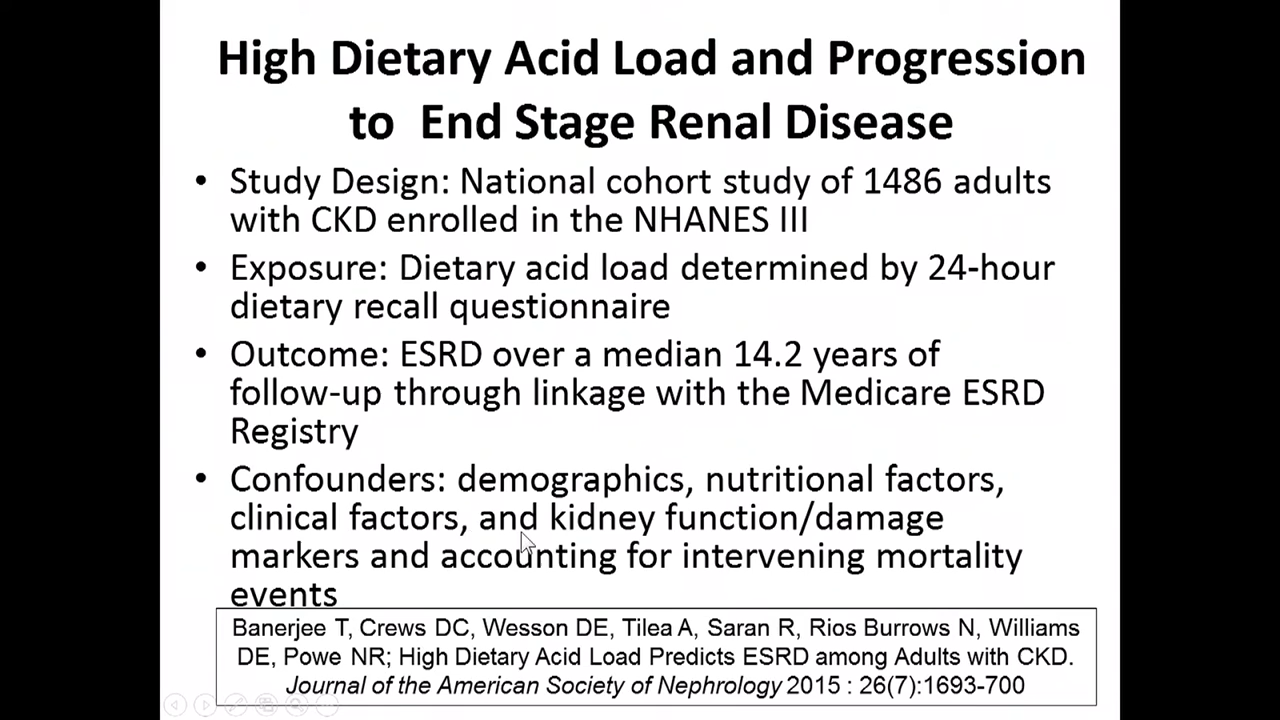 High Dietary Acid Load and Progression
to End Stage Renal Disease
• Study Design: National cohort study of 1486 adults
with CKD enrolled in the NHANES III
• Exposure: Dietary acid load determined by 24-hour
dietary recall questionnaire
• Outcome: ESRD over a median 14.2 years of
follow-up through linkage with the Medicare ESRD
Registry
• Confounders: demographics, nutritional factors,
clinical factors, and kidney function/damage
markers and accounting for intervening mortality
events
Banerjee T, Crews DC, Wesson DE, Tilea A, Saran R, Rios Burrows N, Williams
DE, Powe NR; High Dietary Acid Load Predicts ESRD among Adults with CKD.
Journal of the American Society of Nephrology 2015 : 26(7):1693-700